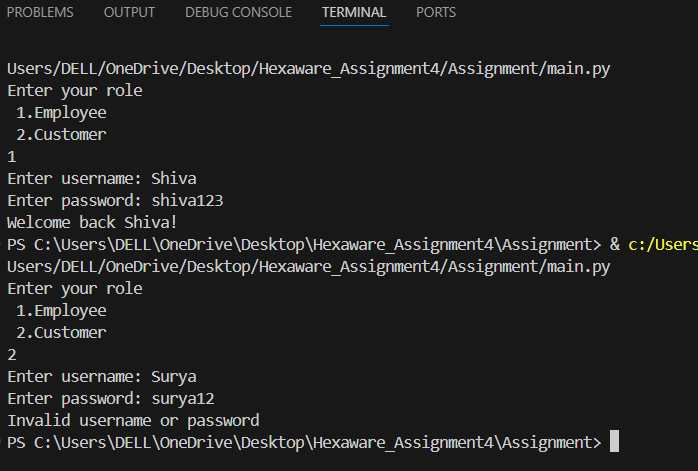 PROBLEMS OUTPUT DEBUG CONSOLE TERMINAL PORTS
Users/DELL/OneDrive/Desktop/Hexaware_Assignment4/Assignment/main.py
Enter your role
1.Employee
2.Customer
1
Enter username: Shiva
Enter password: shiva123
Welcome back Shiva!
PS C:\Users\DELL\OneDrive\Desktop\Hexaware_Assignment4\Assignment> & c:/Users
Users/DELL/OneDrive/Desktop/Hexaware_Assignment4/Assignment/main.py
Enter your role
1.Employee
2.Customer
2
Enter username: Surya
Enter password: surya12
Invalid username or password
PS C:\Users\DELL\OneDrive\Desktop\Hexaware_Assignment4\Assignment>